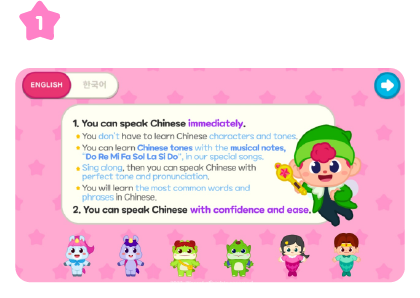 1
ENGLISH
한국어
1. You can speak Chinese immediately.
You don't have to learn Chinese characters and tones.
You can learn Chinese tones with the musical notes,
"Do Re Mi Fa Sol La Si Do", in our special songs.
Sing along, then you can speak Chinese with
perfect tone and pronunciation.
You will learn the most common words and
phrases in Chinese.
2. You can speak Chinese with confidence and ease.